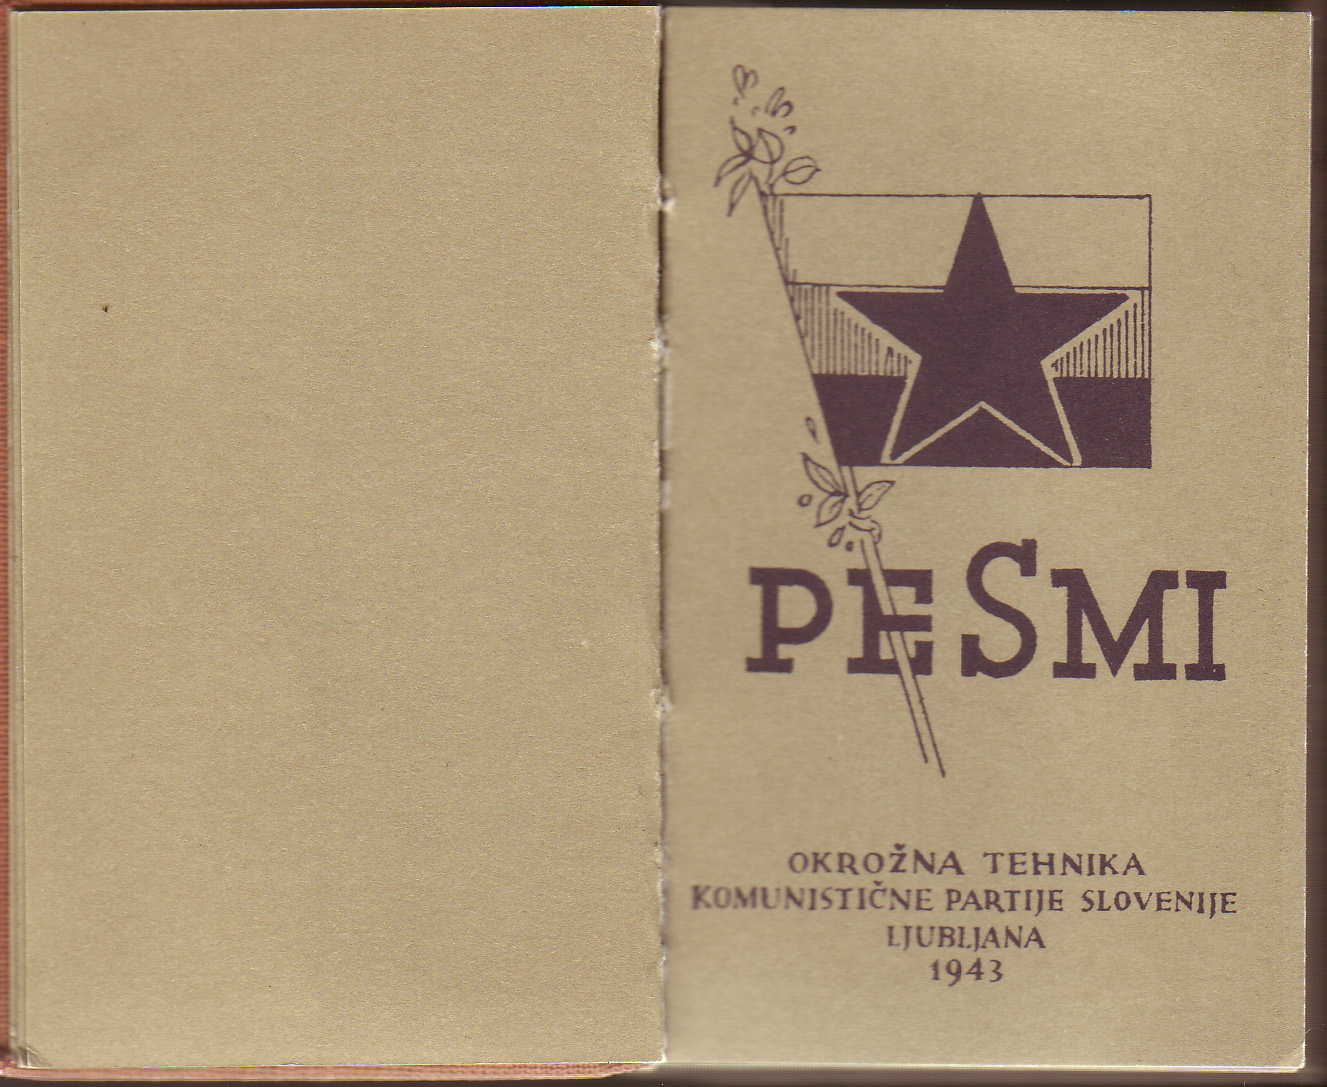 PESMI
OKROŽNA TEHNIKA
KOMUNISTIČNE PARTIJE SLOVENIJE
LJUBLJANA
1943